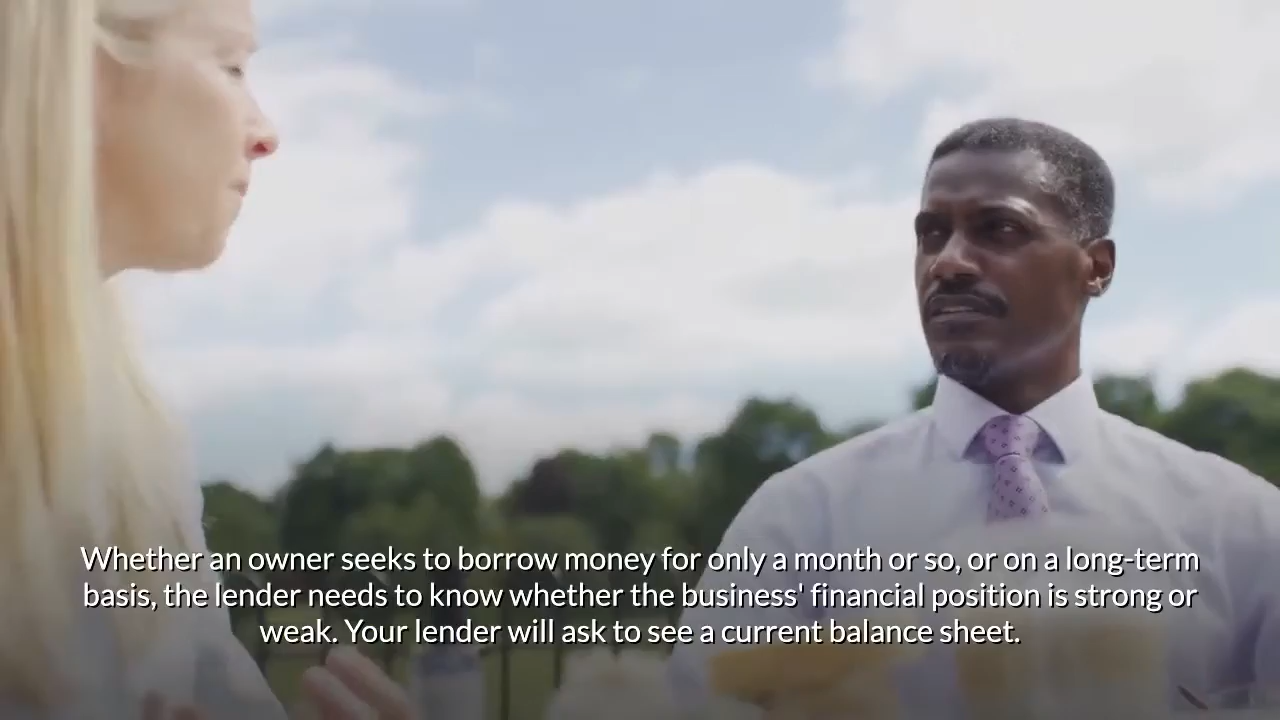 Whether an owner seeks to borrow money for only a month or so, or on a long-term
basis, the lender needs to know whether the business' financial position is strong or
weak. Your lender will ask to see a current balance sheet.